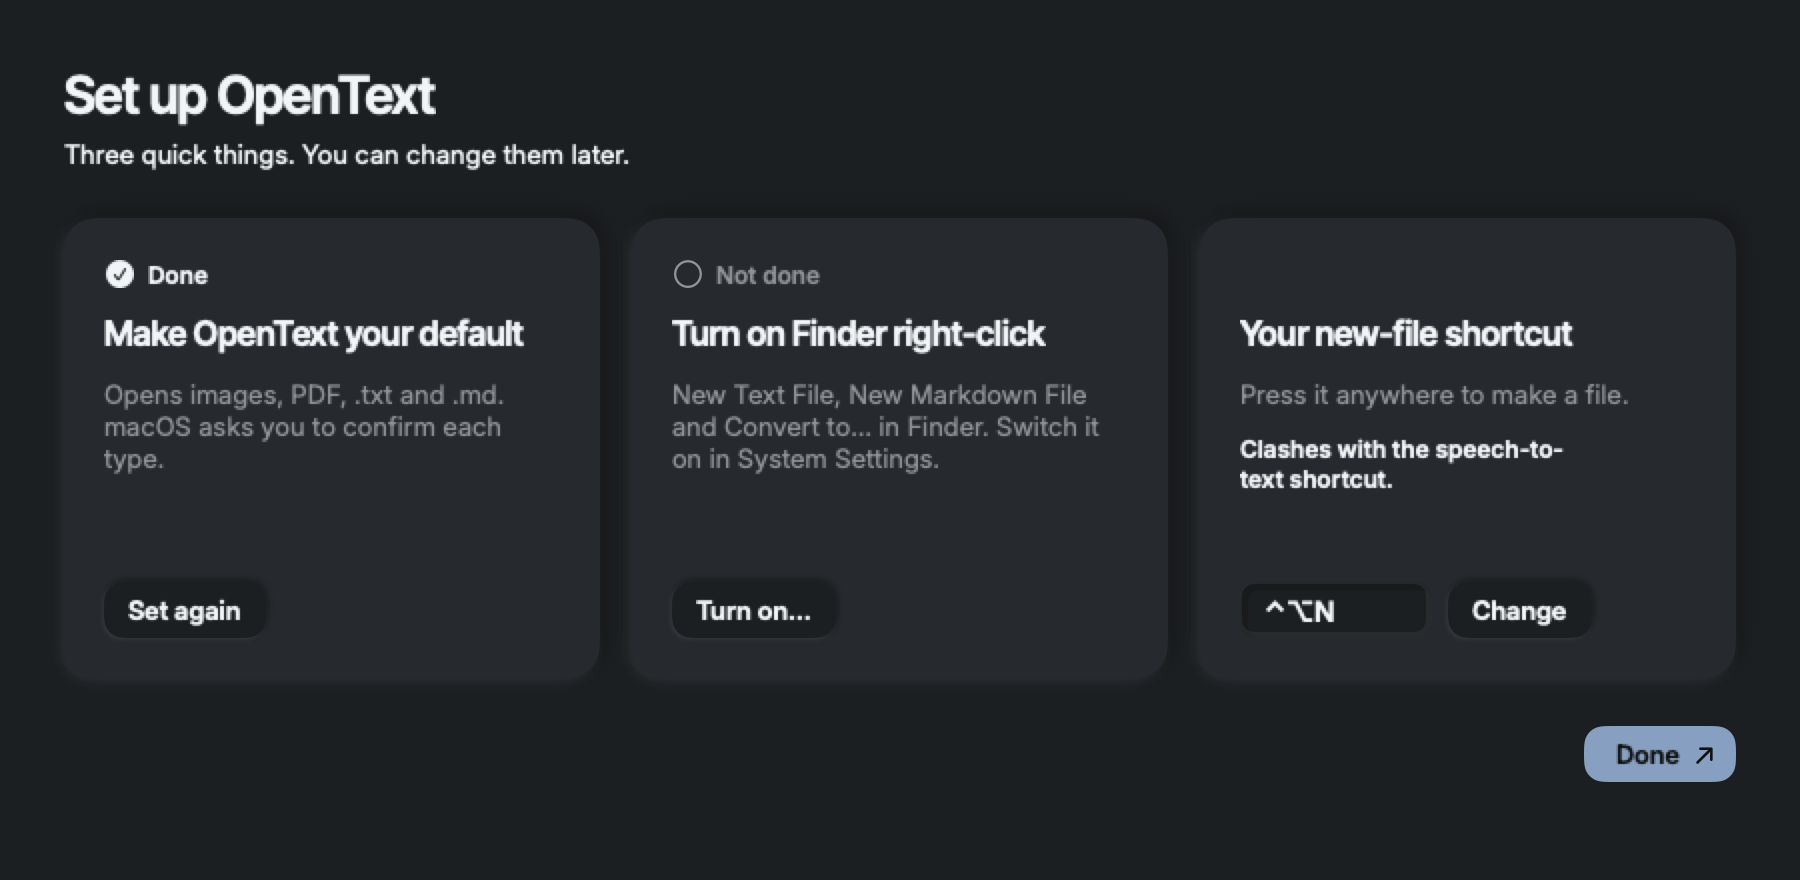 Set up OpenText
Three quick things. You can change them later.
Done
Make OpenText your default
Opens images, PDF, .txt and .md.
macOS asks you to confirm each
type.
Set again
Not done
Turn on Finder right-click
New Text File, New Markdown File
and Convert to... in Finder. Switch it
on in System Settings.
Turn on...
Your new-file shortcut
Press it anywhere to make a file.
Clashes with the speech-to-
text shortcut.
^⌥N
Change
Done ↗